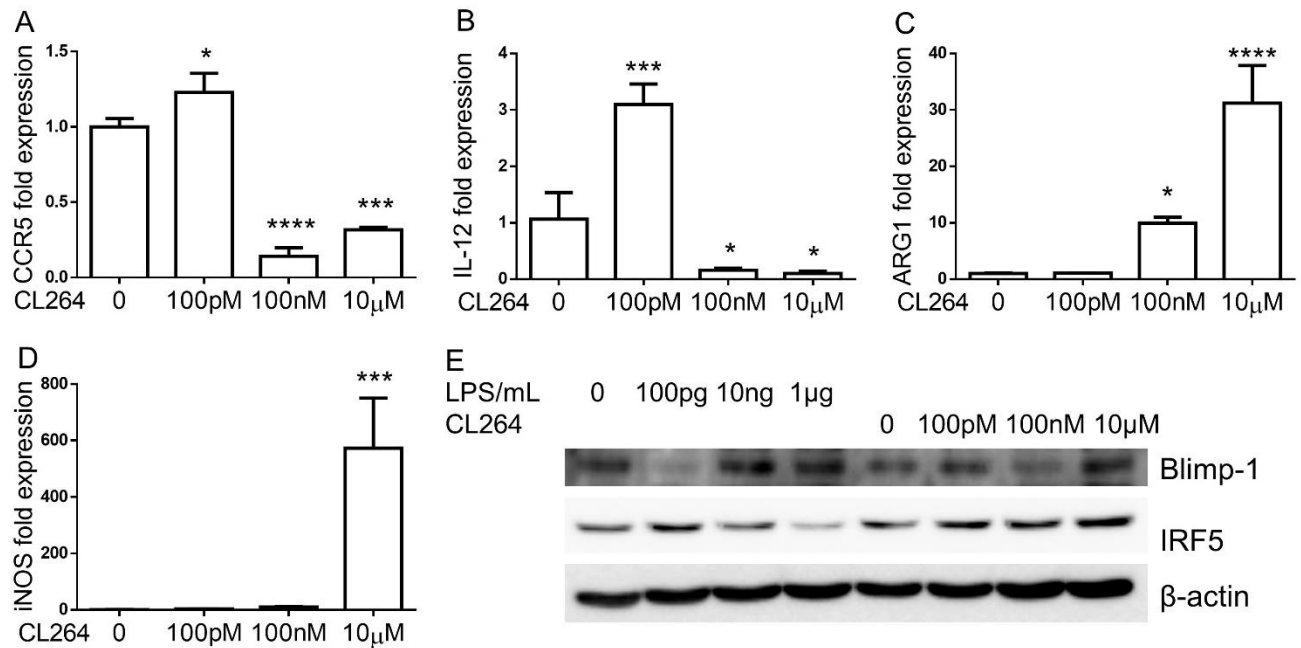 A
CCR5 fold expression
1.5
1.0
0.5
0.0
*
****
***
CL264 0 100pM 100nM 10μM
B
IL-12 fold expression
4
3
2
1
0
***
*
*
CL264 0 100pM 100nM 10μM
C
ARG1 fold expression
40
30
20
10
0
*
****
CL264 0 100pM 100nM 10μM
D
iNOS fold expression
800
600
400
200
0
***
CL264 0 100pM 100nM 10μM
E
LPS/mL 0 100pg 10ng 1μg
CL264 0 100pM 100nM 10μM
Blimp-1
IRF5
β-actin